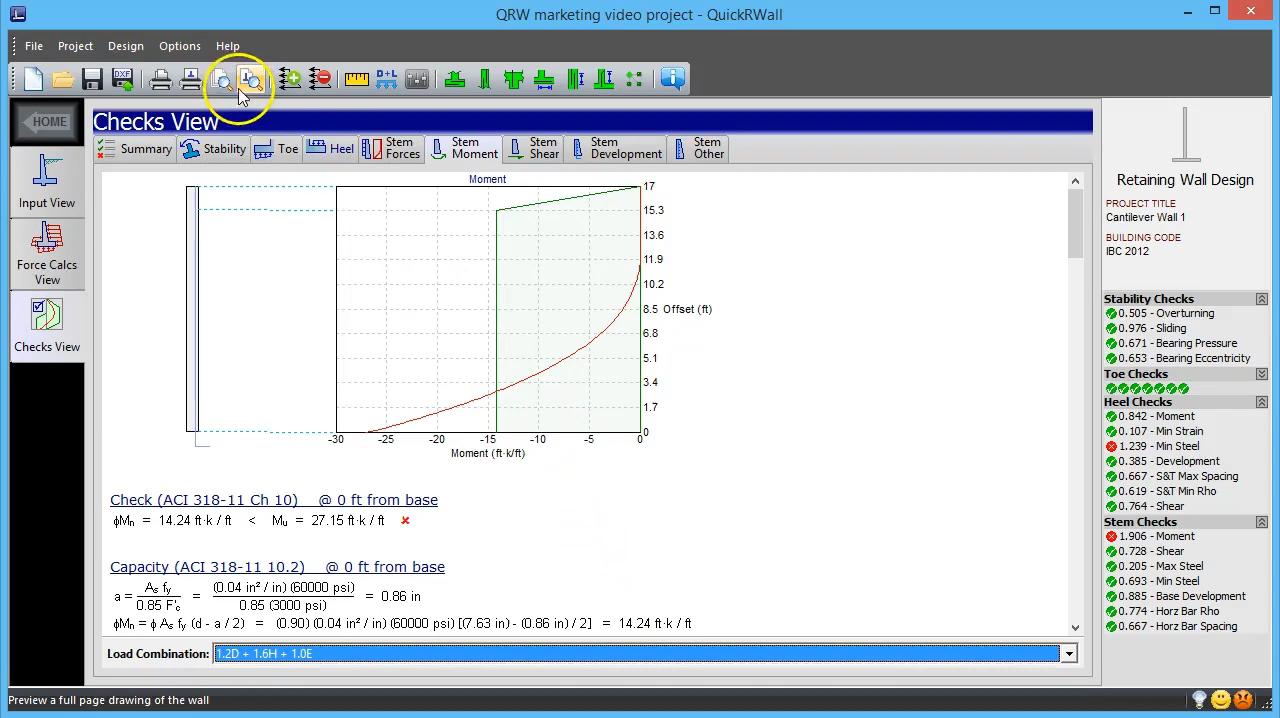 QRW marketing video project - QuickRWall
File Project Design Options Help
DXF D+L
HOME
Checks View
Summary Stability Toe Heel Stem Forces Stem Moment Stem Shear Stem Development Stem Other
Input View
Force Calcs View
Checks View
Moment
17
15.3
13.6
11.9
10.2
8.5 Offset (ft)
6.8
5.1
3.4
1.7
0
-30 -25 -20 -15 -10 -5 0
Moment (ft·k/ft)
Check (ACI 318-11 Ch 10) @ 0 ft from base
ϕMn = 14.24 ft·k / ft < Mu = 27.15 ft·k / ft
Capacity (ACI 318-11 10.2) @ 0 ft from base
a = As fy / 0.85 F'c = (0.04 in² / in) (60000 psi) / 0.85 (3000 psi) = 0.86 in
ϕMn = ϕ As fy (d - a / 2) = (0.90) (0.04 in² / in) (60000 psi) [(7.63 in) - (0.86 in) / 2] = 14.24 ft·k / ft
Load Combination: 1.2D + 1.6H + 1.0E
Retaining Wall Design
PROJECT TITLE
Cantilever Wall 1
BUILDING CODE
IBC 2012
Stability Checks
0.505 - Overturning
0.976 - Sliding
0.671 - Bearing Pressure
0.653 - Bearing Eccentricity
Toe Checks
Heel Checks
0.842 - Moment
0.107 - Min Strain
1.239 - Min Steel
0.385 - Development
0.667 - S&T Max Spacing
0.619 - S&T Min Rho
0.764 - Shear
Stem Checks
1.906 - Moment
0.728 - Shear
0.205 - Max Steel
0.693 - Min Steel
0.885 - Base Development
0.774 - Horz Bar Rho
0.667 - Horz Bar Spacing
Preview a full page drawing of the wall